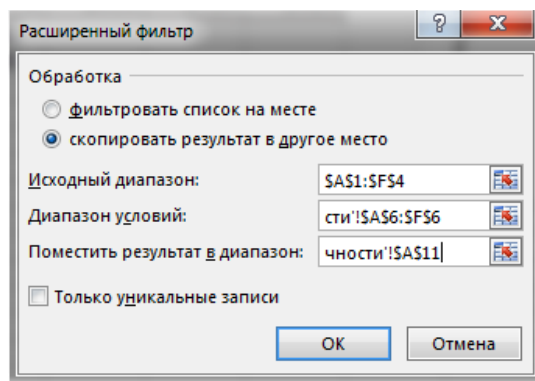 Расширенный фильтр
Обработка
фильтровать список на месте
скопировать результат в другое место
Исходный диапазон: $A$1:$F$4
Диапазон условий: сти'!$A$6:$F$6
Поместить результат в диапазон: чности'!$A$11
Только уникальные записи
ОК Отмена